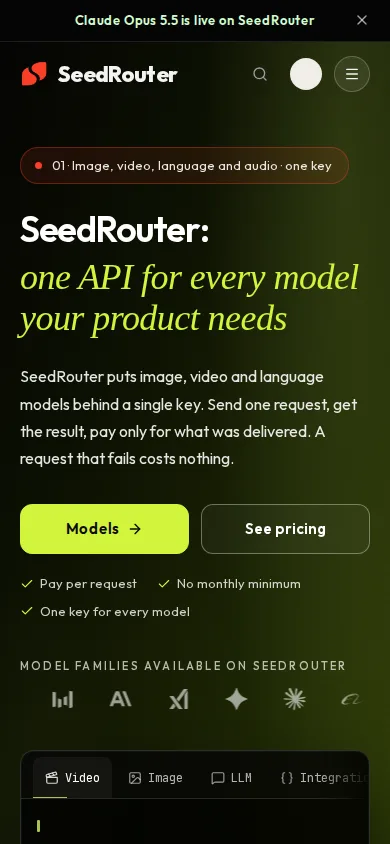 Claude Opus 5.5 is live on SeedRouter
SeedRouter
01 · Image, video, language and audio · one key
SeedRouter:
one API for every model
your product needs
SeedRouter puts image, video and language
models behind a single key. Send one request, get
the result, pay only for what was delivered. A
request that fails costs nothing.
Models →
See pricing
Pay per request
No monthly minimum
One key for every model
MODEL FAMILIES AVAILABLE ON SEEDROUTER
Video
Image
LLM
{} Integratio